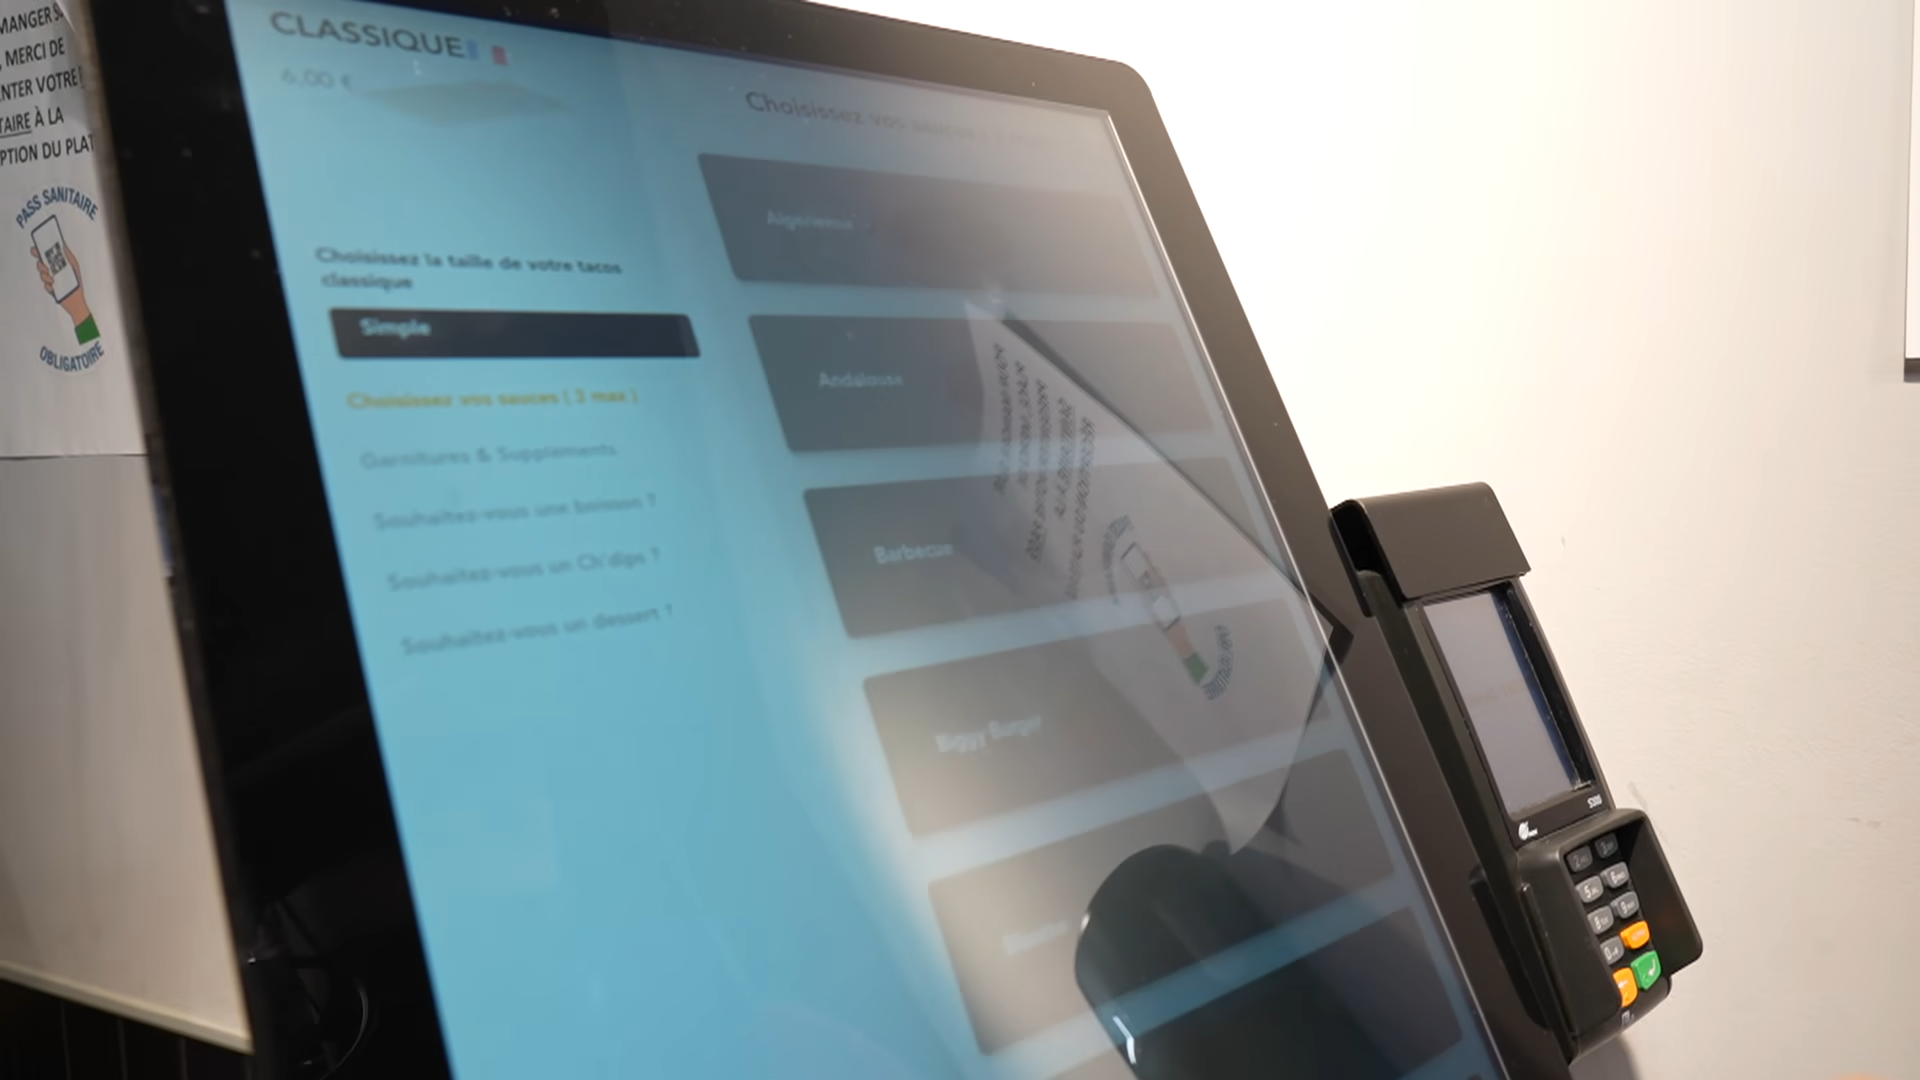 MANGER S
, MERCI DE
NTER VOTRE
TAIRE À LA
PTION DU PLAT
PASS SANITAIRE
OBLIGATOIRE
CLASSIQUE
6,00 €
Choisissez la taille de votre tacos
classique
Simple
Choisissez vos sauces ( 3 max )
Garnitures & Suppléments
Souhaitez-vous une boisson ?
Souhaitez-vous un Ch'dips ?
Souhaitez-vous un dessert ?
Choisissez vos sauces
Algérienne
Andalouse
Barbecue
Biggy Burger
S300